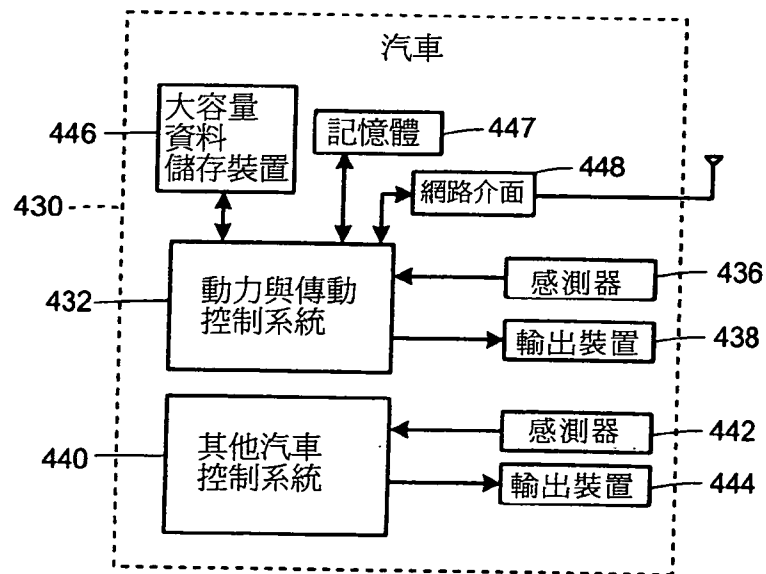 汽車
大容量
資料
儲存裝置
446
記憶體
447
網路介面
448
430
動力與傳動
控制系統
432
感測器
436
輸出裝置
438
其他汽車
控制系統
440
感測器
442
輸出裝置
444